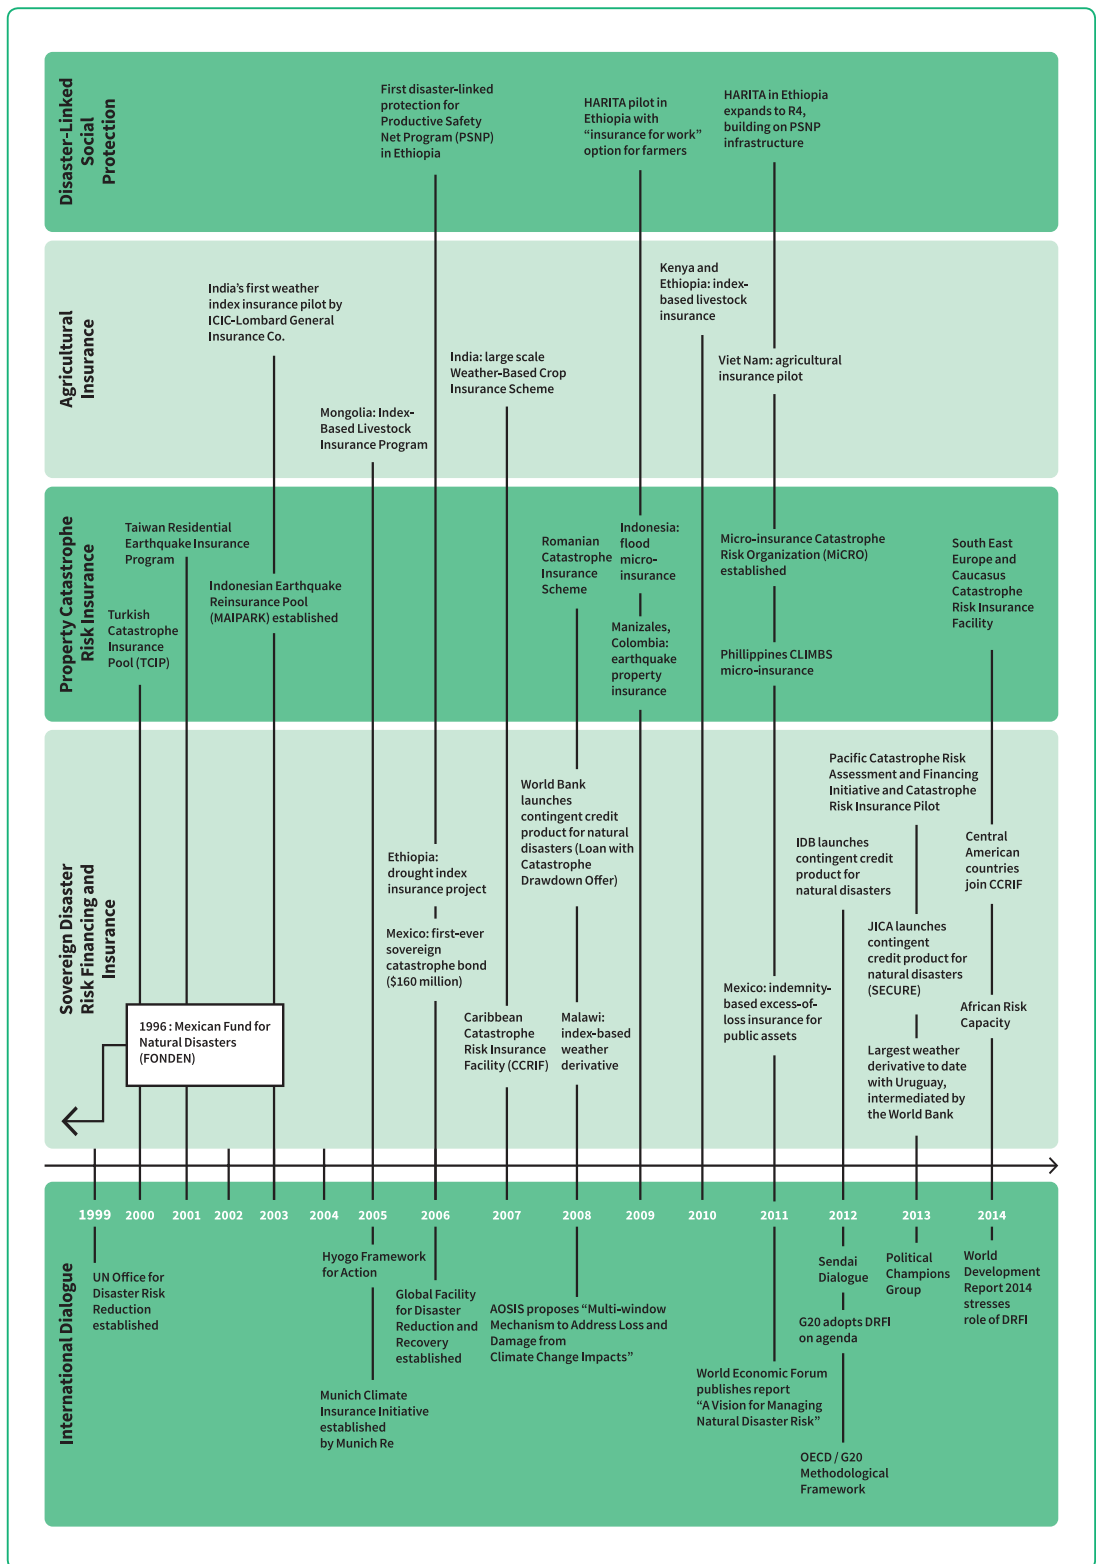 Disaster-Linked
Social
Protection
First disaster-linked
protection for
Productive Safety
Net Program (PSNP)
in Ethiopia
HARITA pilot in
Ethiopia with
“insurance for work”
option for farmers
HARITA in Ethiopia
expands to R4,
building on PSNP
infrastructure
Agricultural
Insurance
India’s first weather
index insurance pilot by
ICIC-Lombard General
Insurance Co.
Mongolia: Index-
Based Livestock
Insurance Program
India: large scale
Weather-Based Crop
Insurance Scheme
Kenya and
Ethiopia: index-
based livestock
insurance
Viet Nam: agricultural
insurance pilot
Property Catastrophe
Risk Insurance
Turkish
Catastrophe
Insurance
Pool (TCIP)
Taiwan Residential
Earthquake Insurance
Program
Indonesian Earthquake
Reinsurance Pool
(MAIPARK) established
Romanian
Catastrophe
Insurance
Scheme
Indonesia:
flood
micro-
insurance
Manizales,
Colombia:
earthquake
property
insurance
Micro-insurance Catastrophe
Risk Organization (MiCRO)
established
Phillippines CLIMBS
micro-insurance
South East
Europe and
Caucasus
Catastrophe
Risk Insurance
Facility
Sovereign Disaster
Risk Financing and
Insurance
1996 : Mexican Fund for
Natural Disasters
(FONDEN)
Ethiopia:
drought index
insurance project
Mexico: first-ever
sovereign
catastrophe bond
($160 million)
Caribbean
Catastrophe
Risk Insurance
Facility (CCRIF)
World Bank
launches
contingent credit
product for natural
disasters (Loan with
Catastrophe
Drawdown Offer)
Malawi:
index-based
weather
derivative
Mexico: indemnity-
based excess-of-
loss insurance for
public assets
IDB launches
contingent credit
product for
natural disasters
Pacific Catastrophe Risk
Assessment and Financing
Initiative and Catastrophe
Risk Insurance Pilot
JICA launches
contingent
credit product for
natural disasters
(SECURE)
Largest weather
derivative to date
with Uruguay,
intermediated by
the World Bank
Central
American
countries
join CCRIF
African Risk
Capacity
1999 2000 2001 2002 2003 2004 2005 2006 2007 2008 2009 2010 2011 2012 2013 2014
International Dialogue
UN Office for
Disaster Risk
Reduction
established
Hyogo Framework
for Action
Munich Climate
Insurance Initiative
established
by Munich Re
Global Facility
for Disaster
Reduction and
Recovery
established
AOSIS proposes “Multi-window
Mechanism to Address Loss and
Damage from
Climate Change Impacts”
World Economic Forum
publishes report
“A Vision for Managing
Natural Disaster Risk”
Sendai
Dialogue
G20 adopts DRFI
on agenda
OECD / G20
Methodological
Framework
Political
Champions
Group
World
Development
Report 2014
stresses
role of DRFI